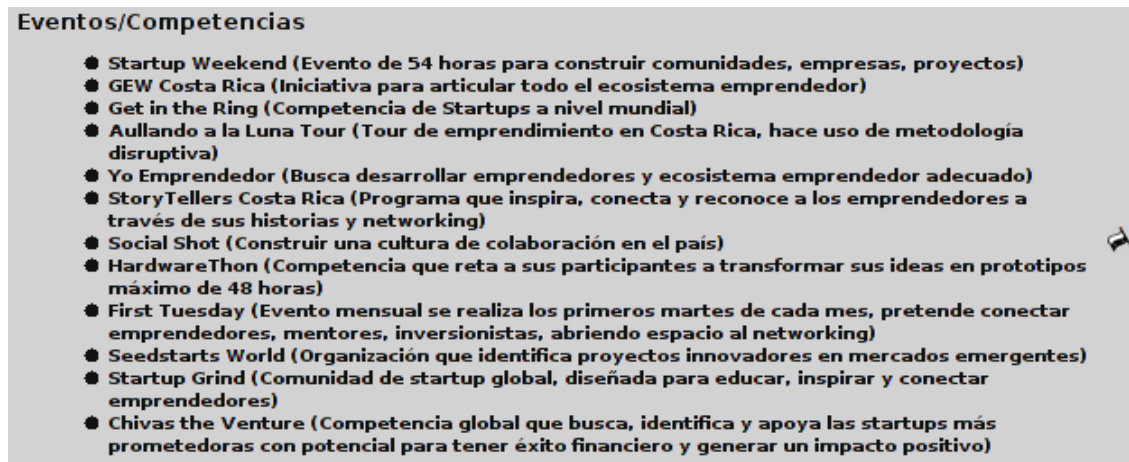 Eventos/Competencias
● Startup Weekend (Evento de 54 horas para construir comunidades, empresas, proyectos)
● GEW Costa Rica (Iniciativa para articular todo el ecosistema emprendedor)
● Get in the Ring (Competencia de Startups a nivel mundial)
● Aullando a la Luna Tour (Tour de emprendimiento en Costa Rica, hace uso de metodología
disruptiva)
● Yo Emprendedor (Busca desarrollar emprendedores y ecosistema emprendedor adecuado)
● StoryTellers Costa Rica (Programa que inspira, conecta y reconoce a los emprendedores a
través de sus historias y networking)
● Social Shot (Construir una cultura de colaboración en el país)
● HardwareThon (Competencia que reta a sus participantes a transformar sus ideas en prototipos
máximo de 48 horas)
● First Tuesday (Evento mensual se realiza los primeros martes de cada mes, pretende conectar
emprendedores, mentores, inversionistas, abriendo espacio al networking)
● Seedstarts World (Organización que identifica proyectos innovadores en mercados emergentes)
● Startup Grind (Comunidad de startup global, diseñada para educar, inspirar y conectar
emprendedores)
● Chivas the Venture (Competencia global que busca, identifica y apoya las startups más
prometedoras con potencial para tener éxito financiero y generar un impacto positivo)